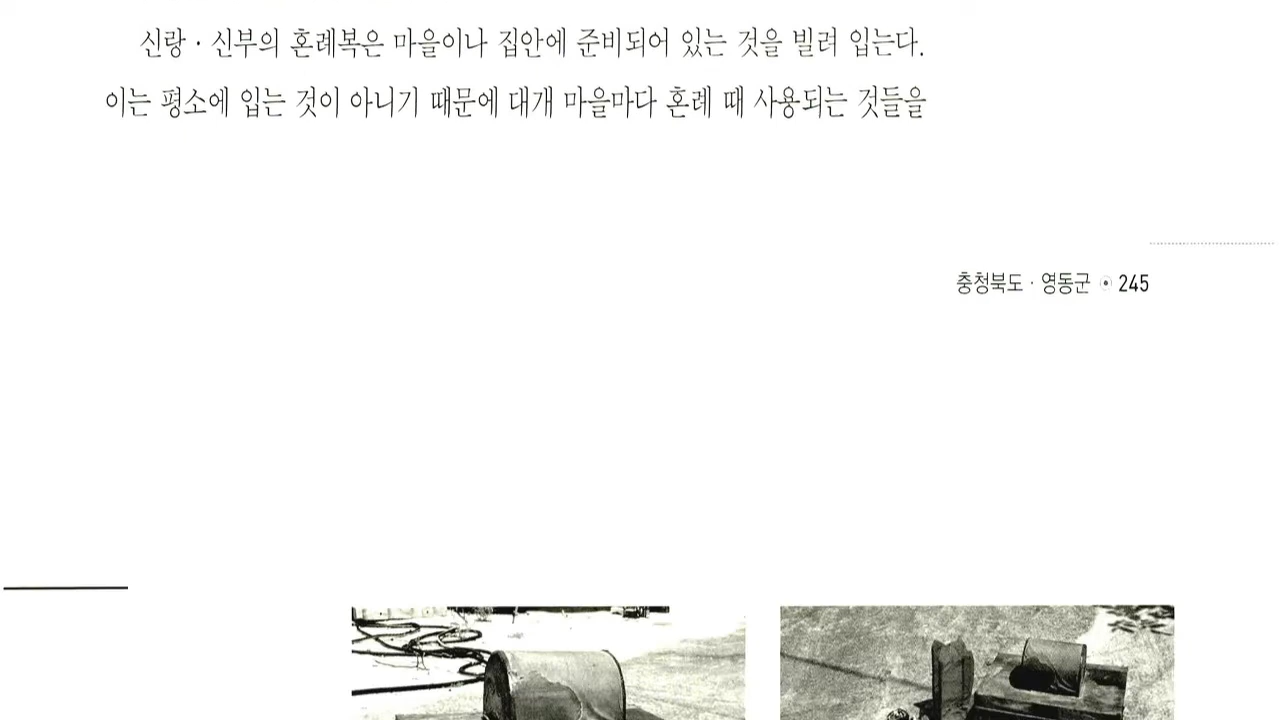 신랑 · 신부의 혼례복은 마을이나 집안에 준비되어 있는 것을 빌려 입는다.
이는 평소에 입는 것이 아니기 때문에 대개 마을마다 혼례 때 사용되는 것들을
충청북도 · 영동군 ⊙ 245